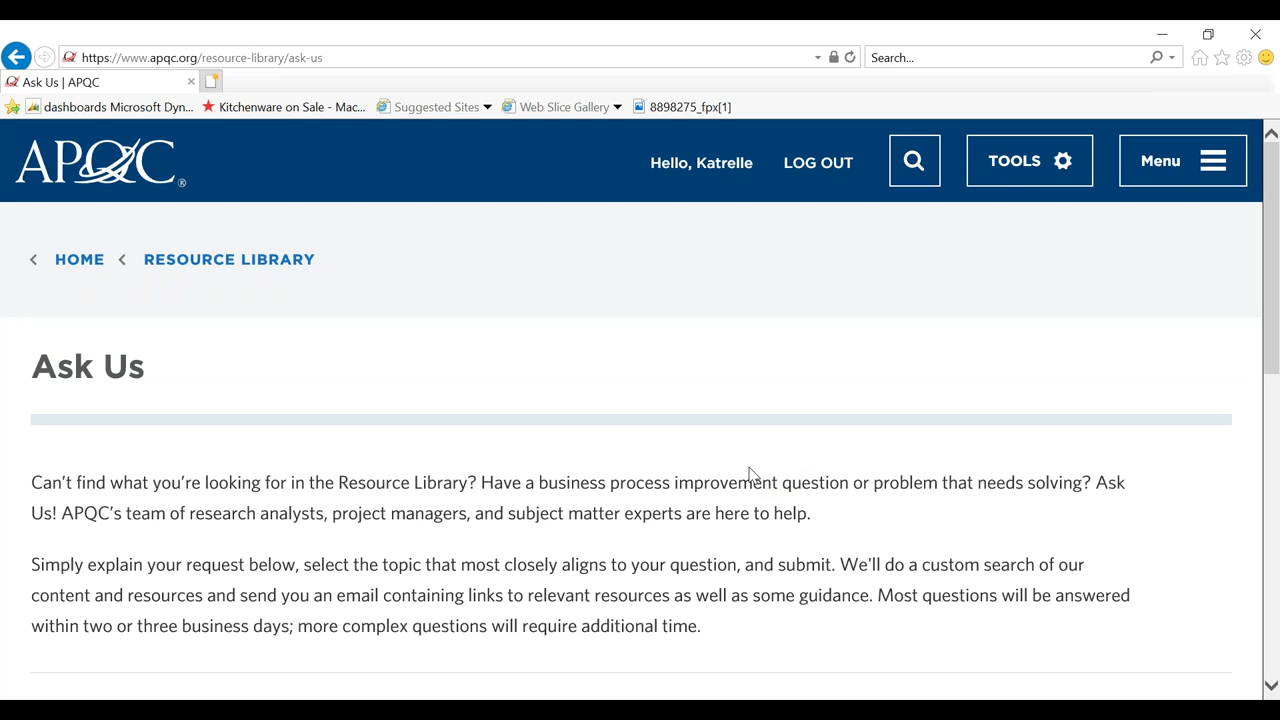 https://www.apqc.org/resource-library/ask-us
Search...
Ask Us | APQC
dashboards Microsoft Dyn...
Kitchenware on Sale - Mac...
Suggested Sites
Web Slice Gallery
8898275_fpx[1]
APQC®
Hello, Katrelle
LOG OUT
TOOLS
Menu
HOME
RESOURCE LIBRARY
Ask Us
Can't find what you're looking for in the Resource Library? Have a business process improvement question or problem that needs solving? Ask
Us! APQC's team of research analysts, project managers, and subject matter experts are here to help.
Simply explain your request below, select the topic that most closely aligns to your question, and submit. We'll do a custom search of our
content and resources and send you an email containing links to relevant resources as well as some guidance. Most questions will be answered
within two or three business days; more complex questions will require additional time.